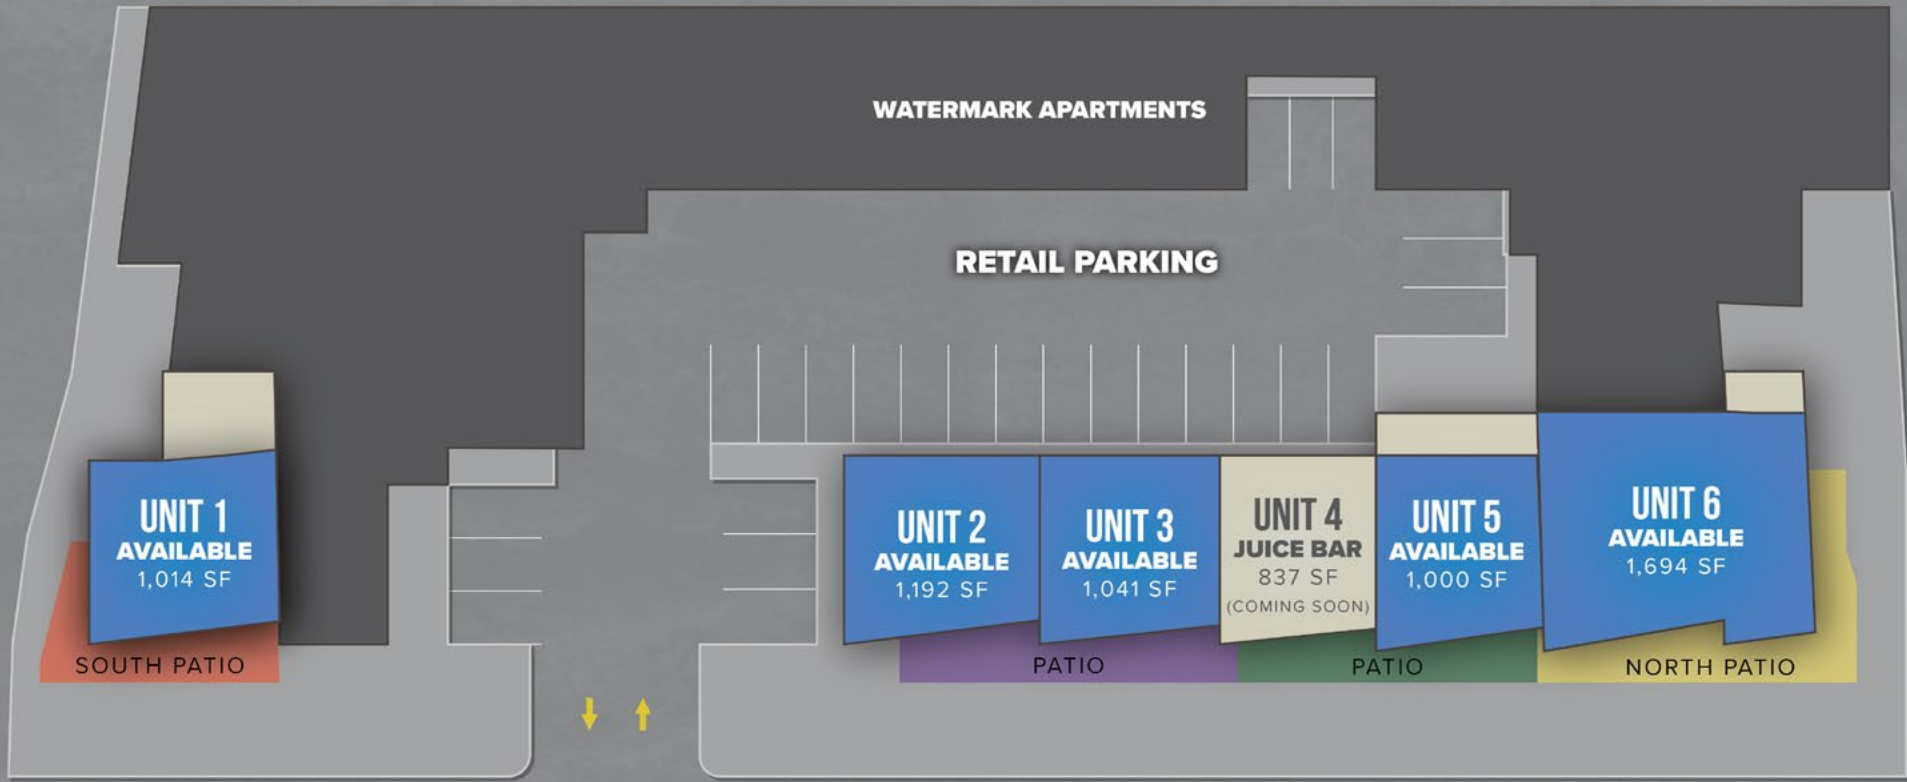 WATERMARK APARTMENTS
RETAIL PARKING
UNIT 1
AVAILABLE
1,014 SF
SOUTH PATIO
UNIT 2
AVAILABLE
1,192 SF
UNIT 3
AVAILABLE
1,041 SF
UNIT 4
JUICE BAR
837 SF
(COMING SOON)
UNIT 5
AVAILABLE
1,000 SF
UNIT 6
AVAILABLE
1,694 SF
PATIO
PATIO
NORTH PATIO